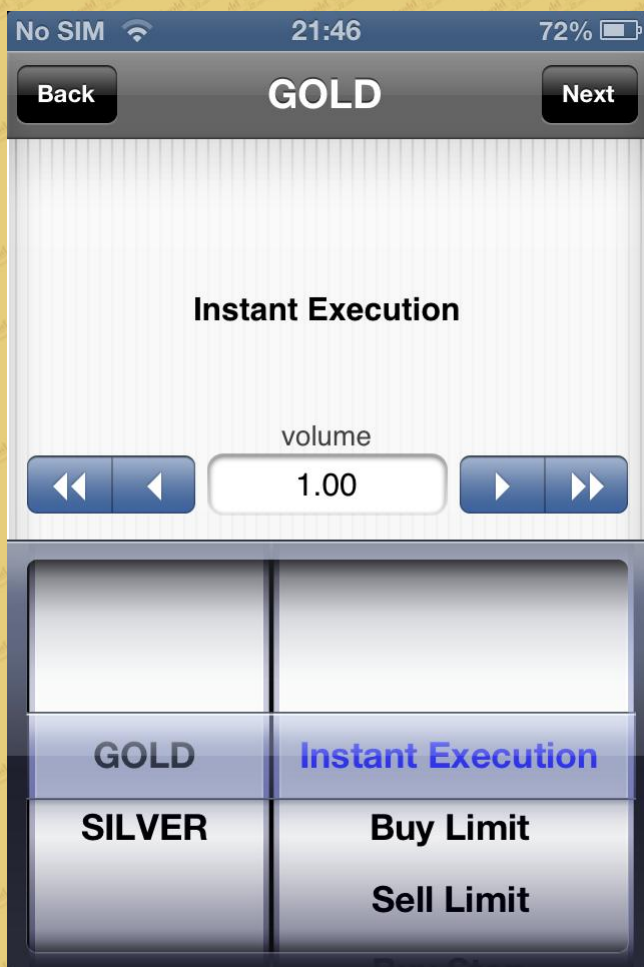 No SIM 21:46 72%
Back GOLD Next
Instant Execution
volume
1.00
GOLD Instant Execution
SILVER Buy Limit
Sell Limit